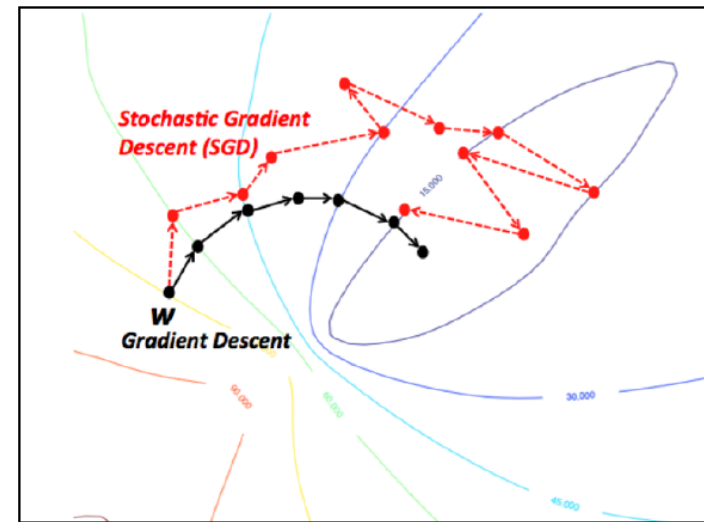 Stochastic Gradient
Descent (SGD)
15.000
W
Gradient Descent
90.000
60.000
30.000
45.000